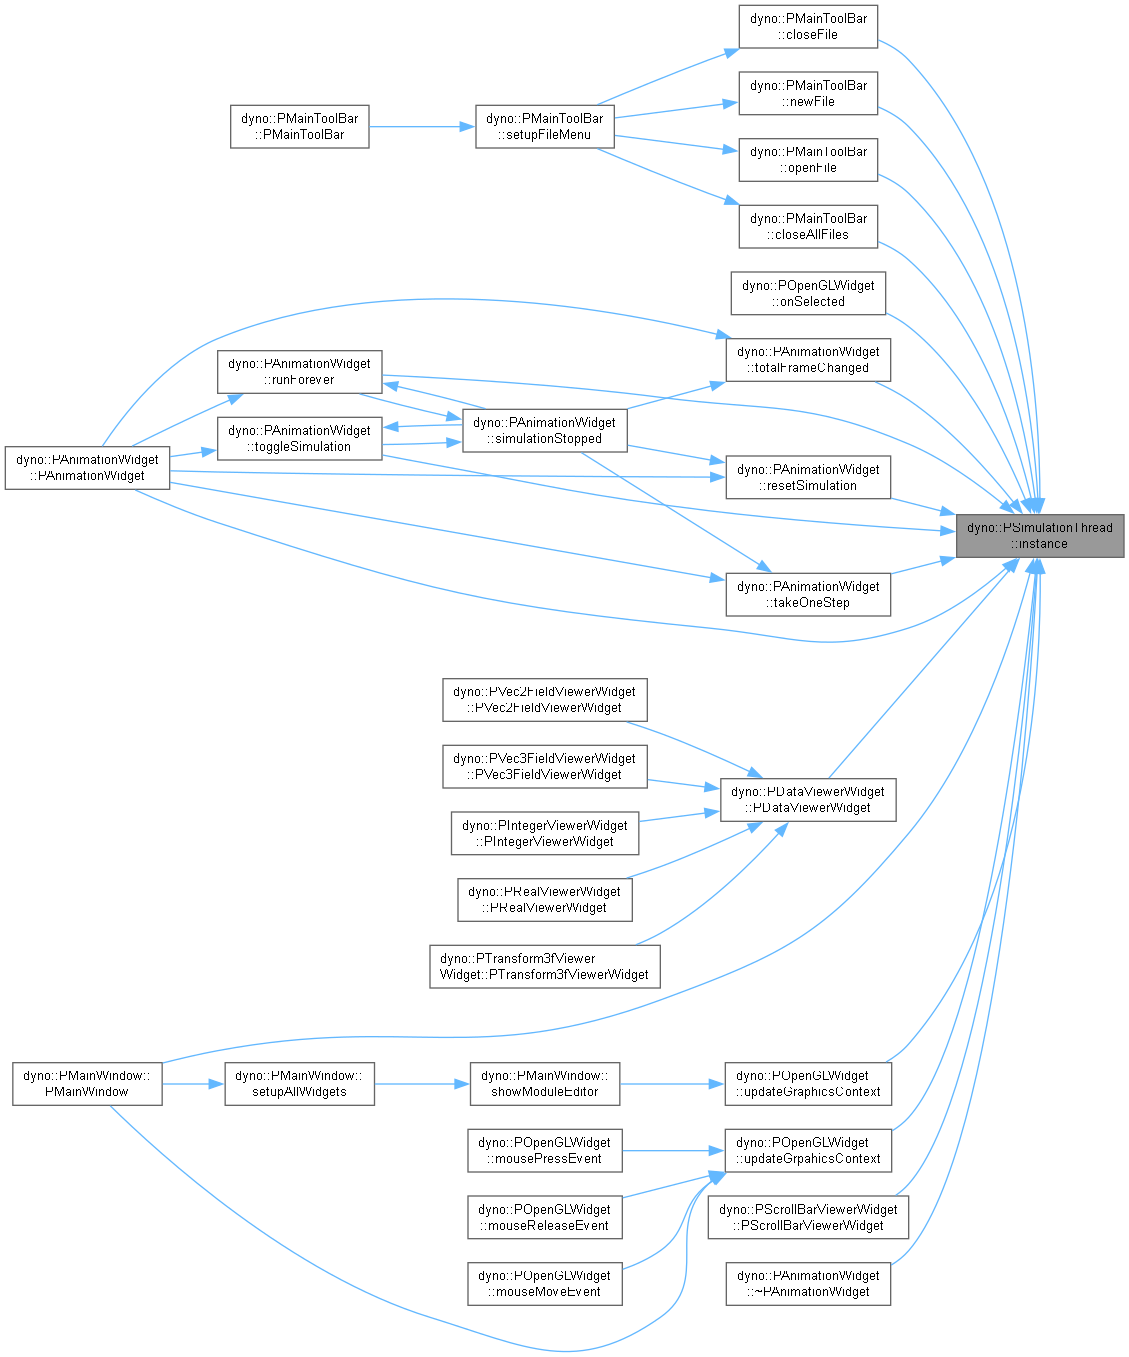 dyno::PMainToolBar
::closeFile
dyno::PMainToolBar
::newFile
dyno::PMainToolBar
::PMainToolBar
dyno::PMainToolBar
::setupFileMenu
dyno::PMainToolBar
::openFile
dyno::PMainToolBar
::closeAllFiles
dyno::POpenGLWidget
::onSelected
dyno::PAnimationWidget
::totalFrameChanged
dyno::PAnimationWidget
::runForever
dyno::PAnimationWidget
::simulationStopped
dyno::PAnimationWidget
::toggleSimulation
dyno::PAnimationWidget
::PAnimationWidget
dyno::PAnimationWidget
::resetSimulation
dyno::PSimulationThread
::instance
dyno::PAnimationWidget
::takeOneStep
dyno::PVec2FieldViewerWidget
::PVec2FieldViewerWidget
dyno::PVec3FieldViewerWidget
::PVec3FieldViewerWidget
dyno::PDataViewerWidget
::PDataViewerWidget
dyno::PIntegerViewerWidget
::PIntegerViewerWidget
dyno::PRealViewerWidget
::PRealViewerWidget
dyno::PTransform3fViewer
Widget::PTransform3fViewerWidget
dyno::PMainWindow::
PMainWindow
dyno::PMainWindow::
setupAllWidgets
dyno::PMainWindow::
showModuleEditor
dyno::POpenGLWidget
::updateGraphicsContext
dyno::POpenGLWidget
::mousePressEvent
dyno::POpenGLWidget
::updateGrpahicsContext
dyno::POpenGLWidget
::mouseReleaseEvent
dyno::PScrollBarViewerWidget
::PScrollBarViewerWidget
dyno::POpenGLWidget
::mouseMoveEvent
dyno::PAnimationWidget
::~PAnimationWidget